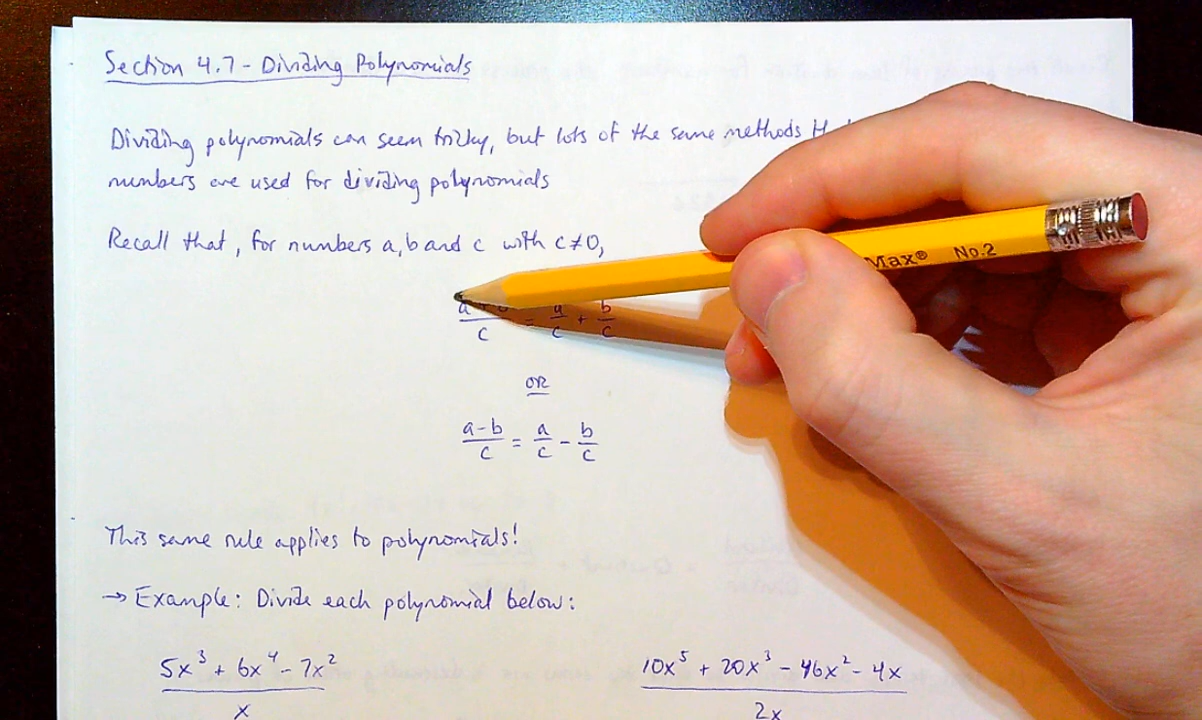 Section 4.7 - Dividing Polynomials
Dividing polynomials can seem tricky, but lots of the same methods
numbers are used for dividing polynomials
Recall that, for numbers a, b and c with c≠0,
Max® No.2
a + / c = a/c + b/c
OR
a-b/c = a/c - b/c
This same rule applies to polynomials!
→ Example: Divide each polynomial below:
5x³ + 6x⁴ - 7x² / x
10x⁵ + 20x³ - 46x² - 4x / 2x